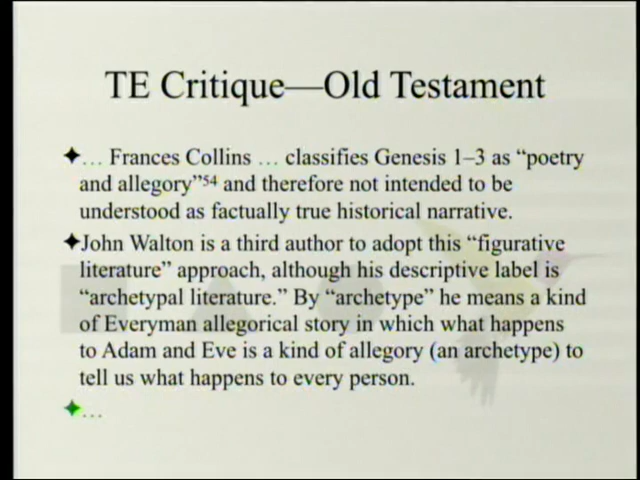 TE Critique—Old Testament
✦… Frances Collins … classifies Genesis 1–3 as “poetry
and allegory”⁵⁴ and therefore not intended to be
understood as factually true historical narrative.
✦John Walton is a third author to adopt this “figurative
literature” approach, although his descriptive label is
“archetypal literature.” By “archetype” he means a kind
of Everyman allegorical story in which what happens
to Adam and Eve is a kind of allegory (an archetype) to
tell us what happens to every person.
✦…